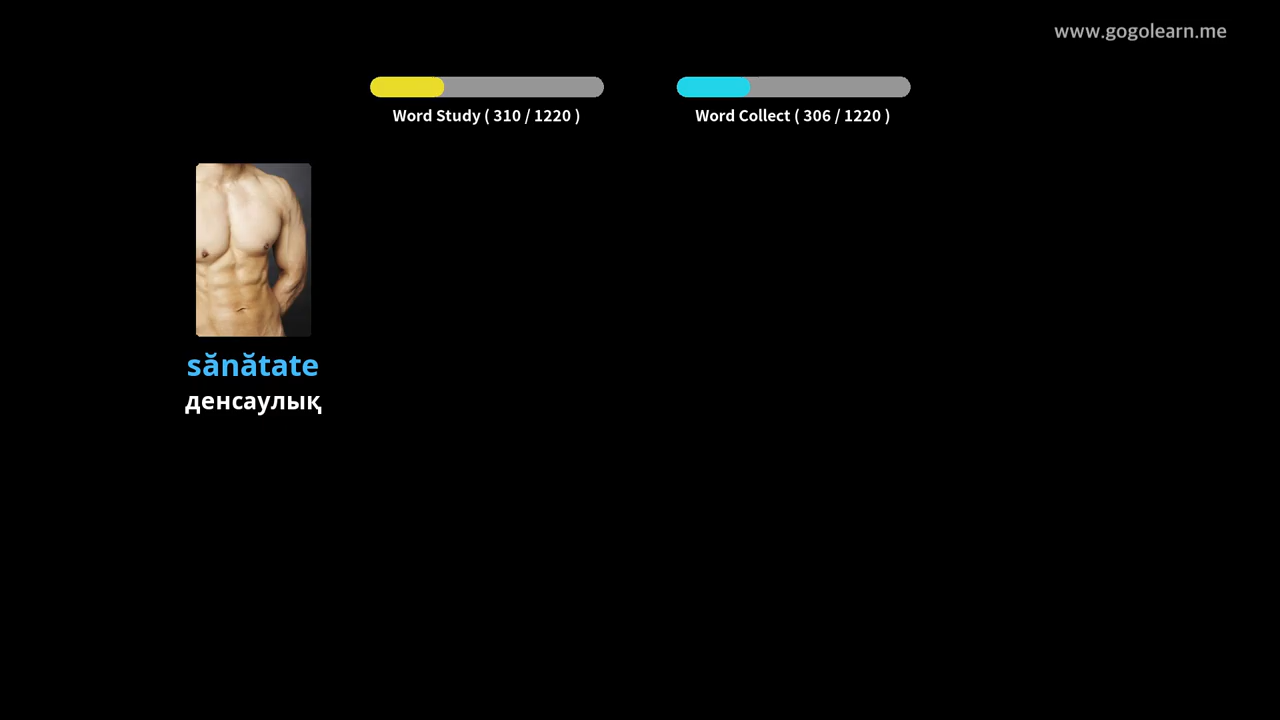 www.gogolearn.me
Word Study ( 310 / 1220 )
Word Collect ( 306 / 1220 )
sănătate
денсаулық